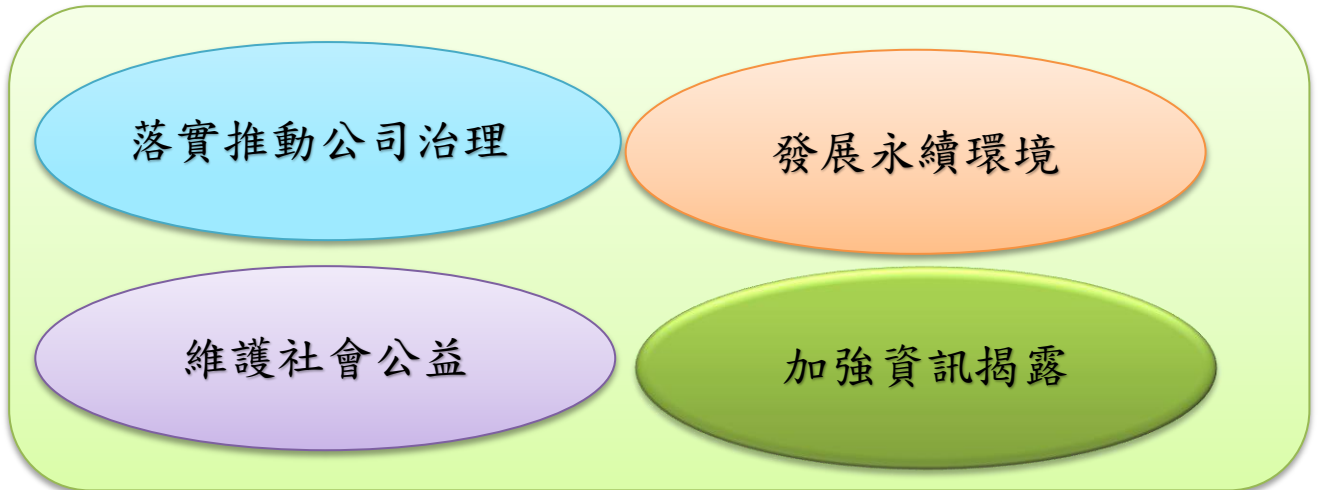 落實推動公司治理
發展永續環境
維護社會公益
加強資訊揭露